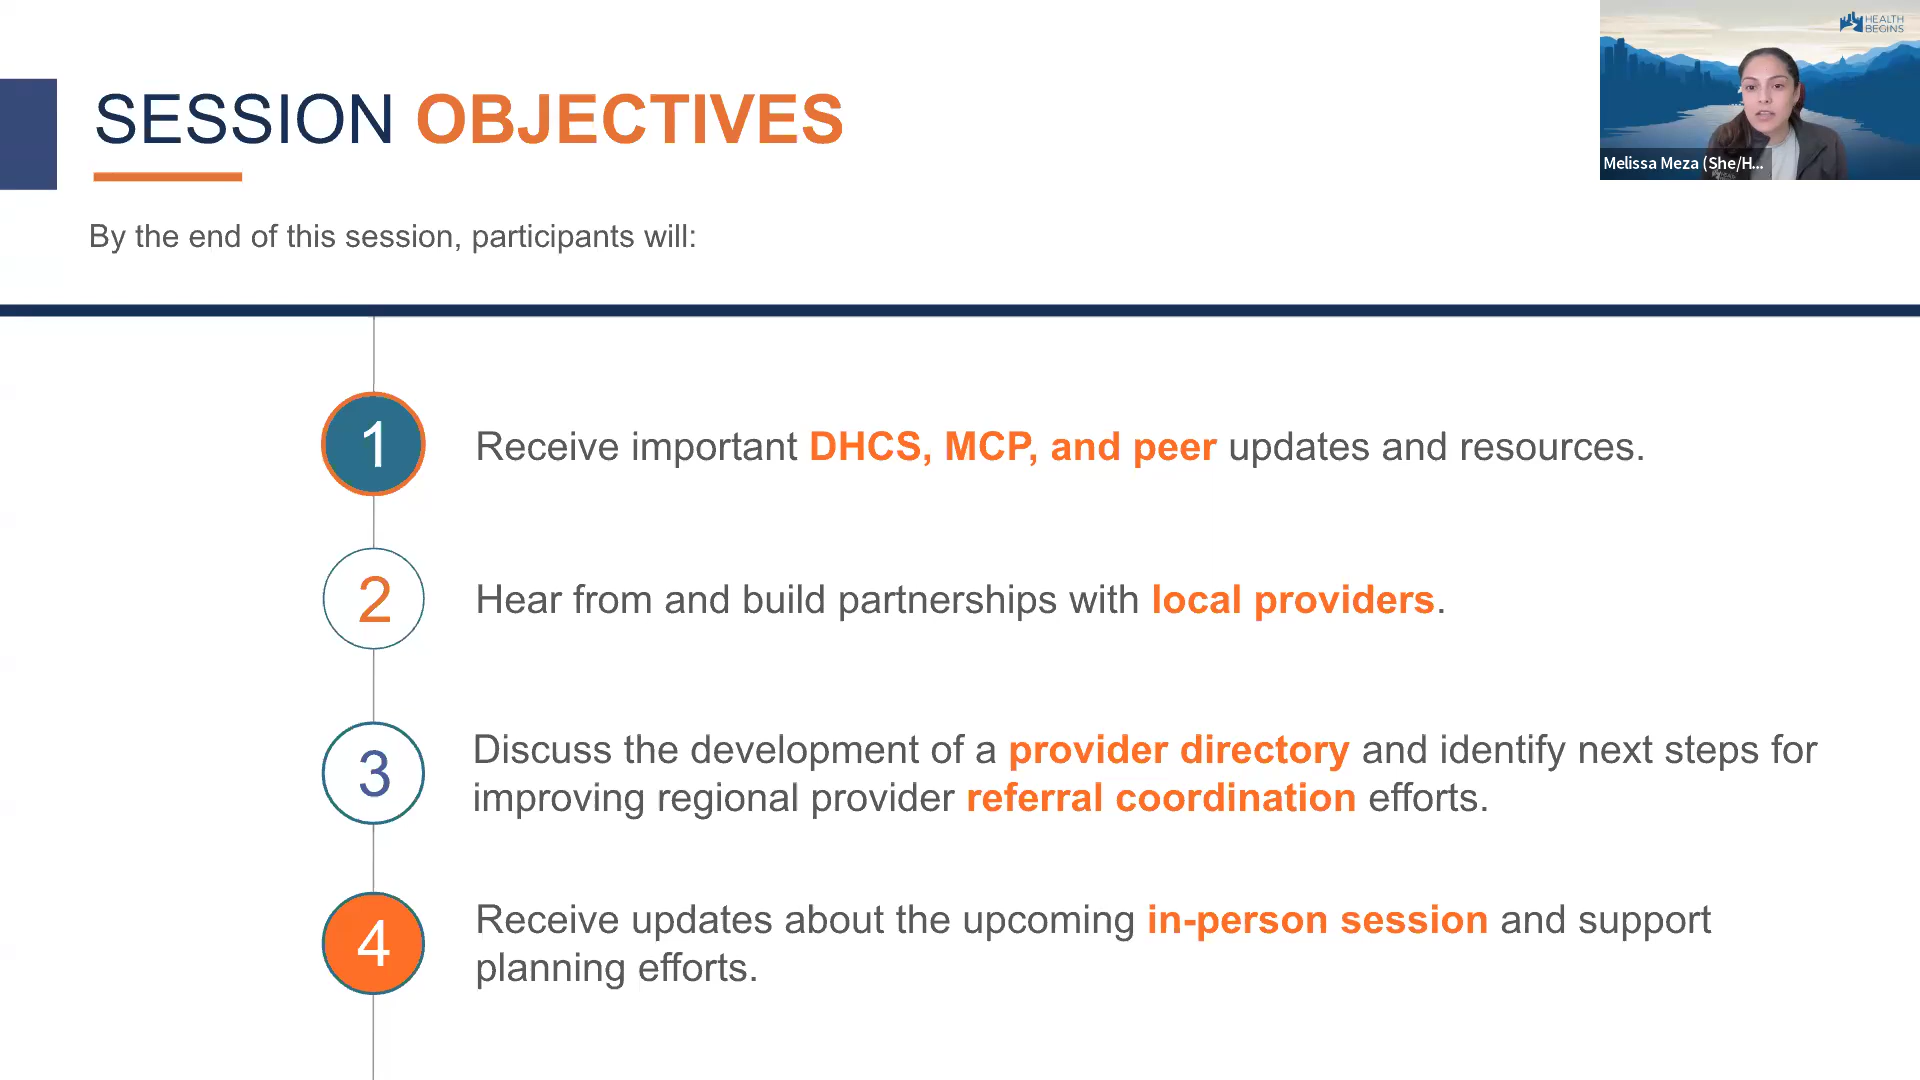 HEALTH
BEGINS
SESSION OBJECTIVES
Melissa Meza (She/H...
By the end of this session, participants will:
1
Receive important DHCS, MCP, and peer updates and resources.
2
Hear from and build partnerships with local providers.
3
Discuss the development of a provider directory and identify next steps for
improving regional provider referral coordination efforts.
4
Receive updates about the upcoming in-person session and support
planning efforts.